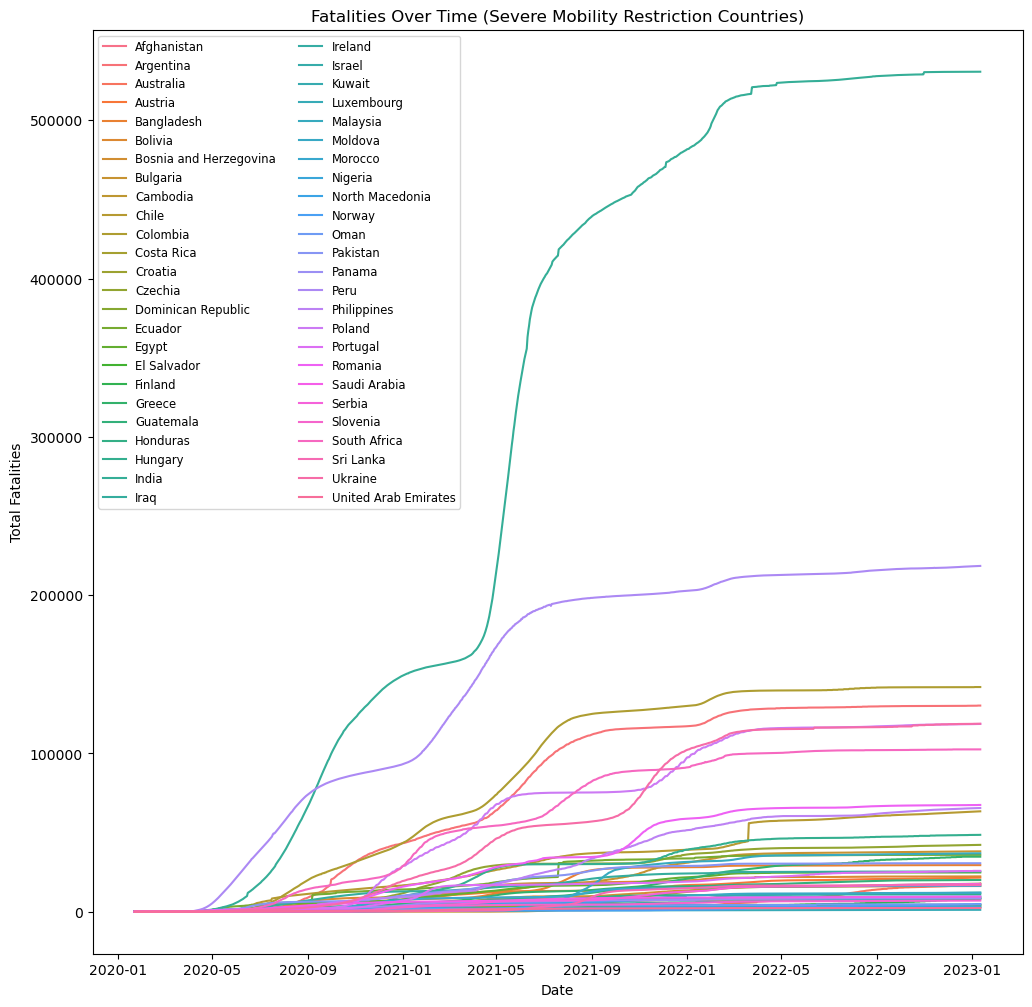 Fatalities Over Time (Severe Mobility Restriction Countries)
Afghanistan
Argentina
Australia
Austria
Bangladesh
Bolivia
Bosnia and Herzegovina
Bulgaria
Cambodia
Chile
Colombia
Costa Rica
Croatia
Czechia
Dominican Republic
Ecuador
Egypt
El Salvador
Finland
Greece
Guatemala
Honduras
Hungary
India
Iraq
Ireland
Israel
Kuwait
Luxembourg
Malaysia
Moldova
Morocco
Nigeria
North Macedonia
Norway
Oman
Pakistan
Panama
Peru
Philippines
Poland
Portugal
Romania
Saudi Arabia
Serbia
Slovenia
South Africa
Sri Lanka
Ukraine
United Arab Emirates
Total Fatalities
500000
400000
300000
200000
100000
0
2020-01 2020-05 2020-09 2021-01 2021-05 2021-09 2022-01 2022-05 2022-09 2023-01
Date